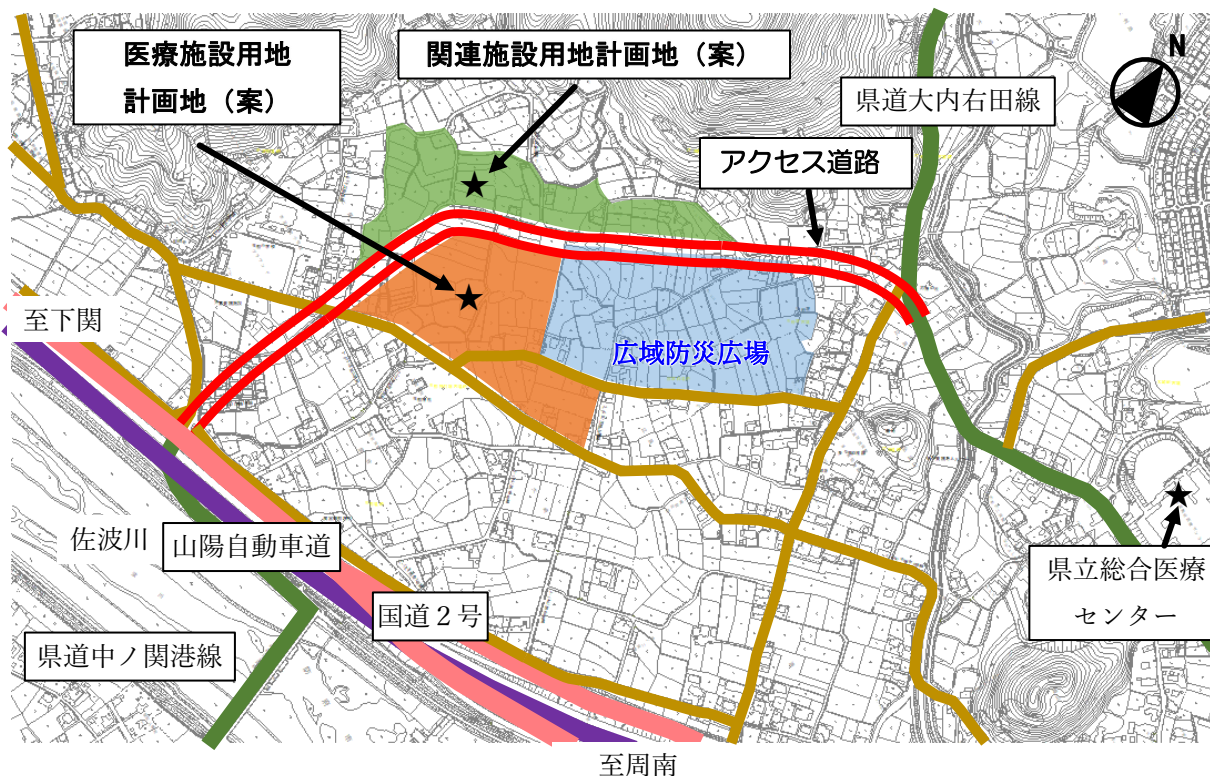 医療施設用地
計画地（案）
関連施設用地計画地（案）
N
県道大内右田線
アクセス道路
至下関
広域防災広場
佐波川
山陽自動車道
県立総合医療
センター
国道２号
県道中ノ関港線
至周南